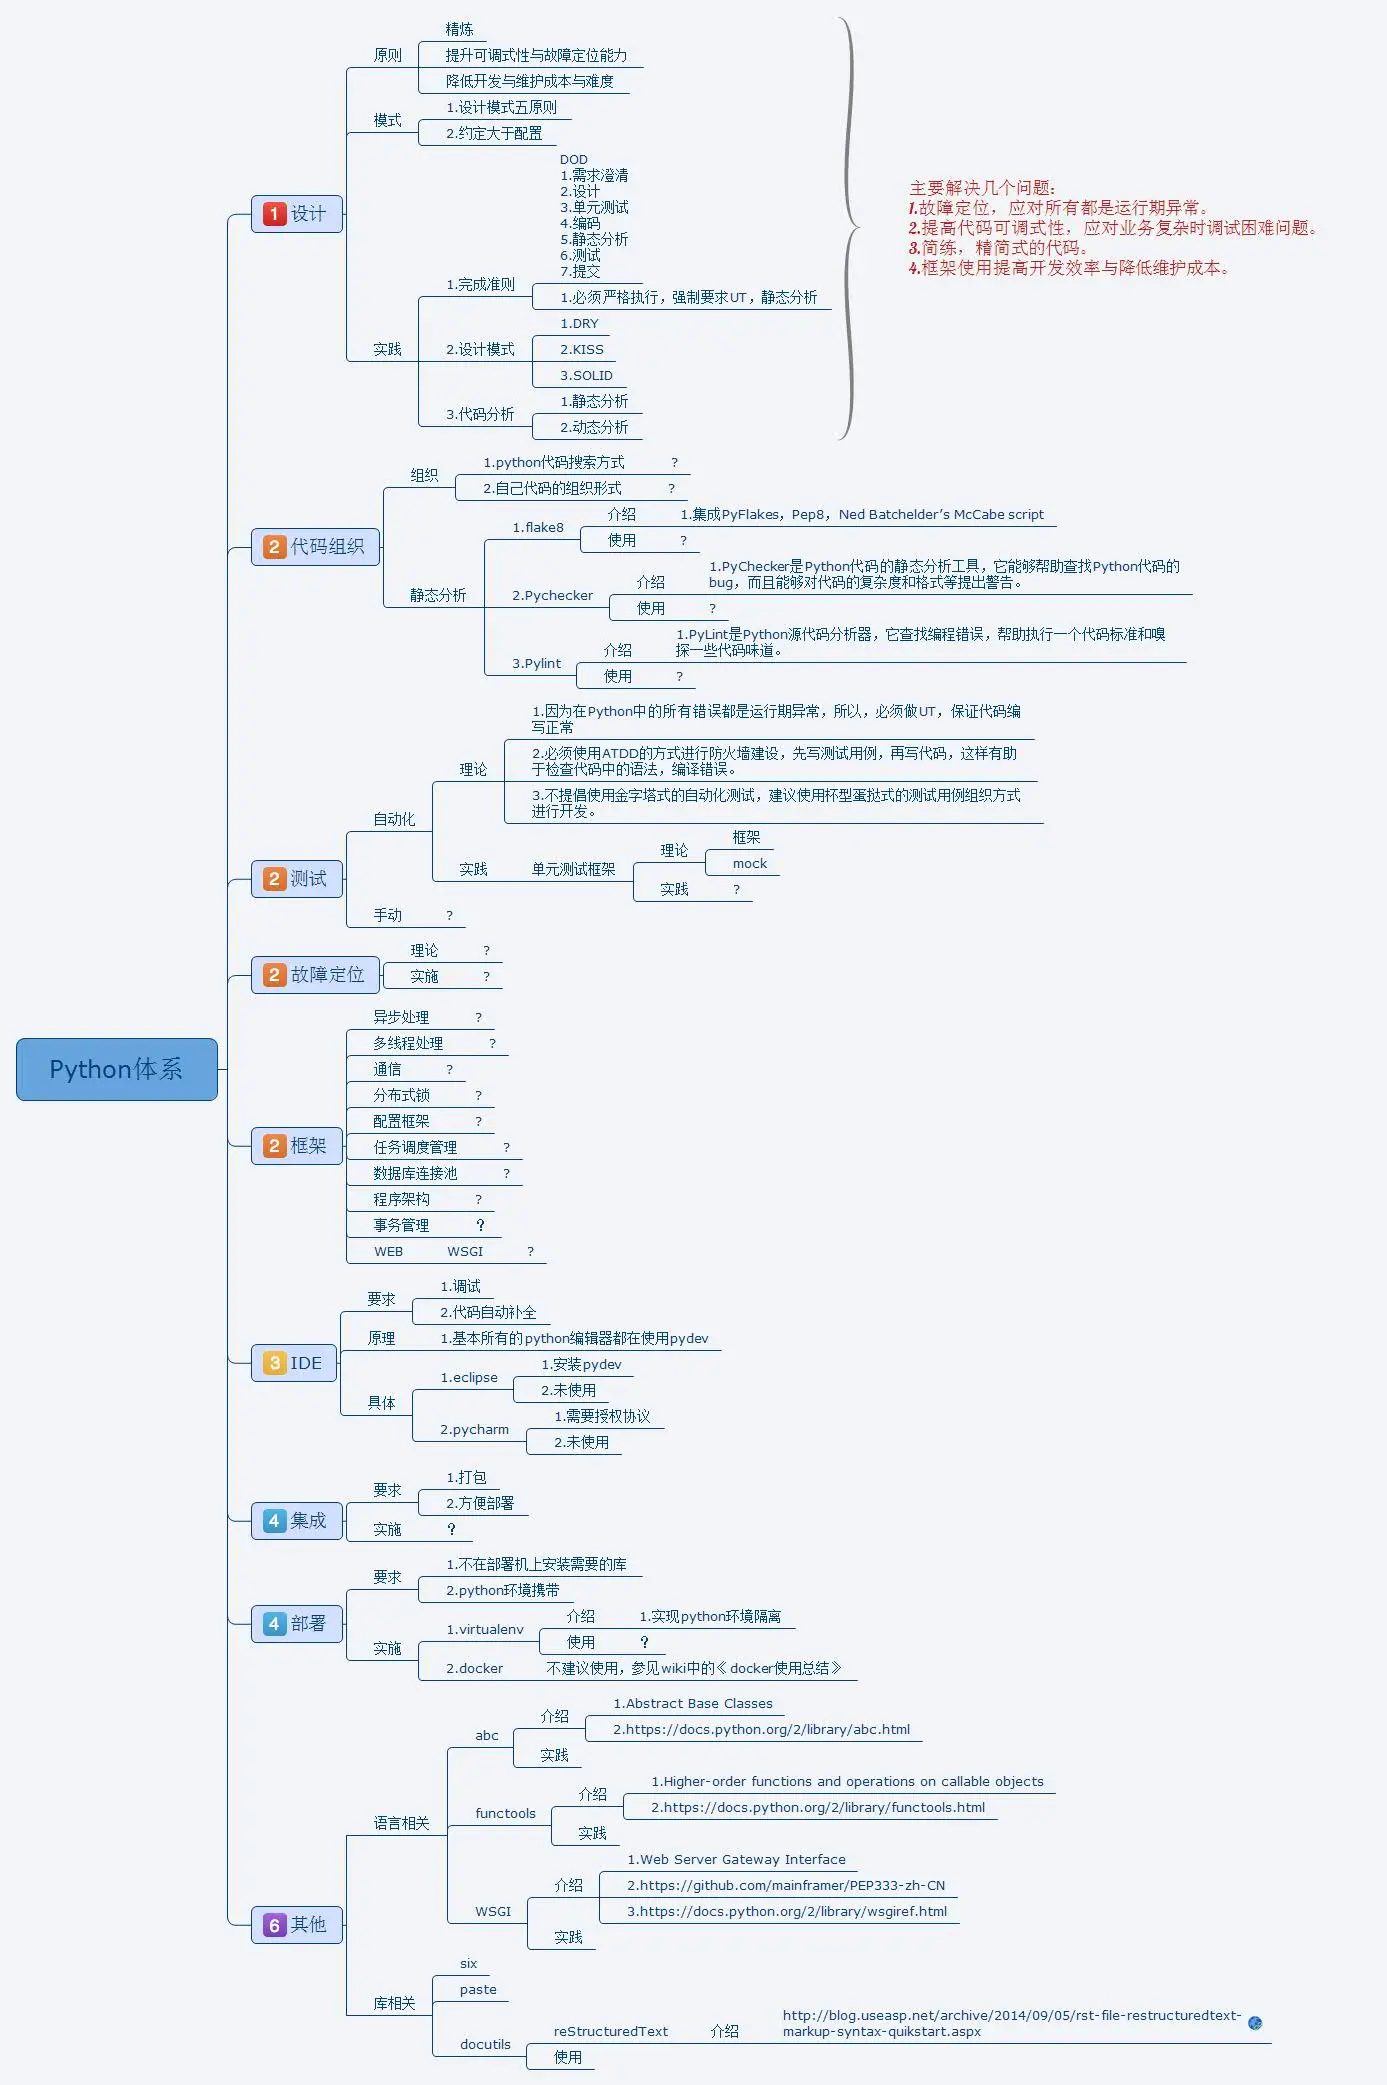 Python体系
1 设计
原则
精炼
提升可调式性与故障定位能力
降低开发与维护成本与难度
模式
1.设计模式五原则
2.约定大于配置
实践
1.完成准则
DOD
1.需求澄清
2.设计
3.单元测试
4.编码
5.静态分析
6.测试
7.提交
1.必须严格执行，强制要求UT，静态分析
2.设计模式
1.DRY
2.KISS
3.SOLID
3.代码分析
1.静态分析
2.动态分析
主要解决几个问题：
1.故障定位，应对所有都是运行期异常。
2.提高代码可调式性，应对业务复杂时调试困难问题。
3.简练，精简式的代码。
4.框架使用提高开发效率与降低维护成本。
2 代码组织
组织
1.python代码搜索方式 ?
2.自己代码的组织形式 ?
静态分析
1.flake8
介绍 1.集成PyFlakes，Pep8，Ned Batchelder’s McCabe script
使用 ?
2.Pychecker
介绍
1.PyChecker是Python代码的静态分析工具，它能够帮助查找Python代码的
bug，而且能够对代码的复杂度和格式等提出警告。
使用 ?
3.Pylint
介绍
1.PyLint是Python源代码分析器，它查找编程错误，帮助执行一个代码标准和嗅
探一些代码味道。
使用 ?
2 测试
自动化
理论
1.因为在Python中的所有错误都是运行期异常，所以，必须做UT，保证代码编
写正常
2.必须使用ATDD的方式进行防火墙建设，先写测试用例，再写代码，这样有助
于检查代码中的语法，编译错误。
3.不提倡使用金字塔式的自动化测试，建议使用杯型蛋挞式的测试用例组织方式
进行开发。
实践 单元测试框架
理论
框架
mock
实践 ?
手动 ?
2 故障定位
理论 ?
实施 ?
2 框架
异步处理 ?
多线程处理 ?
通信 ?
分布式锁 ?
配置框架 ?
任务调度管理 ?
数据库连接池 ?
程序架构 ?
事务管理 ?
WEB WSGI ?
3 IDE
要求
1.调试
2.代码自动补全
原理 1.基本所有的python编辑器都在使用pydev
具体
1.eclipse
1.安装pydev
2.未使用
2.pycharm
1.需要授权协议
2.未使用
4 集成
要求
1.打包
2.方便部署
实施 ?
4 部署
要求
1.不在部署机上安装需要的库
2.python环境携带
实施
1.virtualenv
介绍 1.实现python环境隔离
使用 ?
2.docker 不建议使用，参见wiki中的《docker使用总结》
6 其他
语言相关
abc
介绍
1.Abstract Base Classes
2.https://docs.python.org/2/library/abc.html
实践
functools
介绍
1.Higher-order functions and operations on callable objects
2.https://docs.python.org/2/library/functools.html
实践
WSGI
介绍
1.Web Server Gateway Interface
2.https://github.com/mainframer/PEP333-zh-CN
3.https://docs.python.org/2/library/wsgiref.html
实践
库相关
six
paste
docutils
reStructuredText 介绍
http://blog.useasp.net/archive/2014/09/05/rst-file-restructuredtext-
markup-syntax-quikstart.aspx
使用